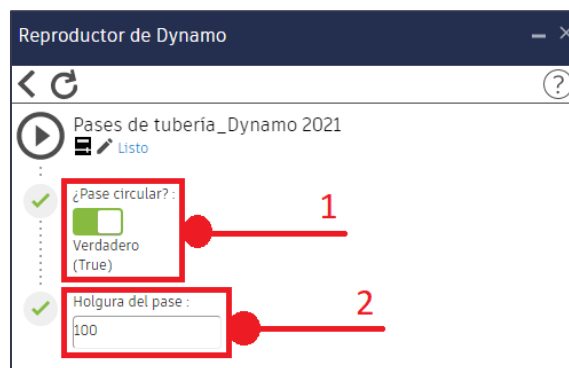 Reproductor de Dynamo
?
Pases de tubería_Dynamo 2021
Listo
¿Pase circular? :
1
Verdadero
(True)
Holgura del pase :
2
100